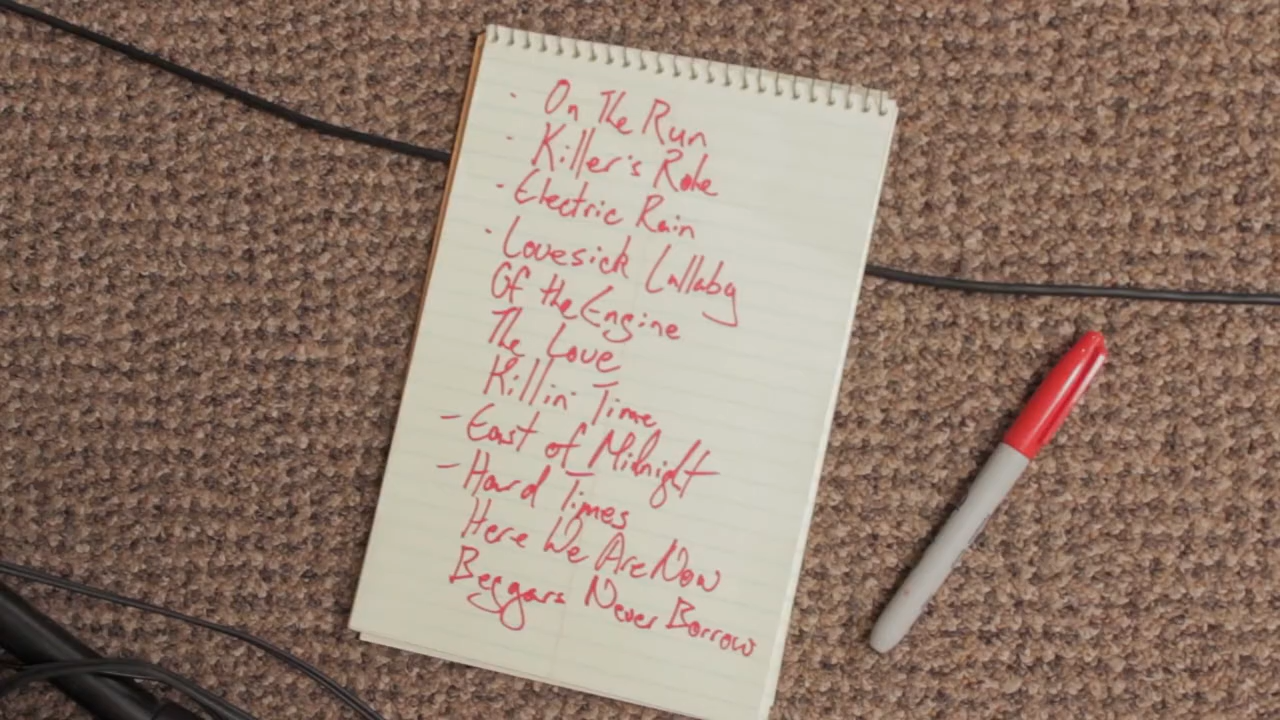 · On The Run
· Killer's Role
· Electric Rain
· Lovesick Lullaby
Of the Engine
The Love
Killin' Time
- East of Midnight
- Hard Times
Here We Are Now
Beggars Never Borrow